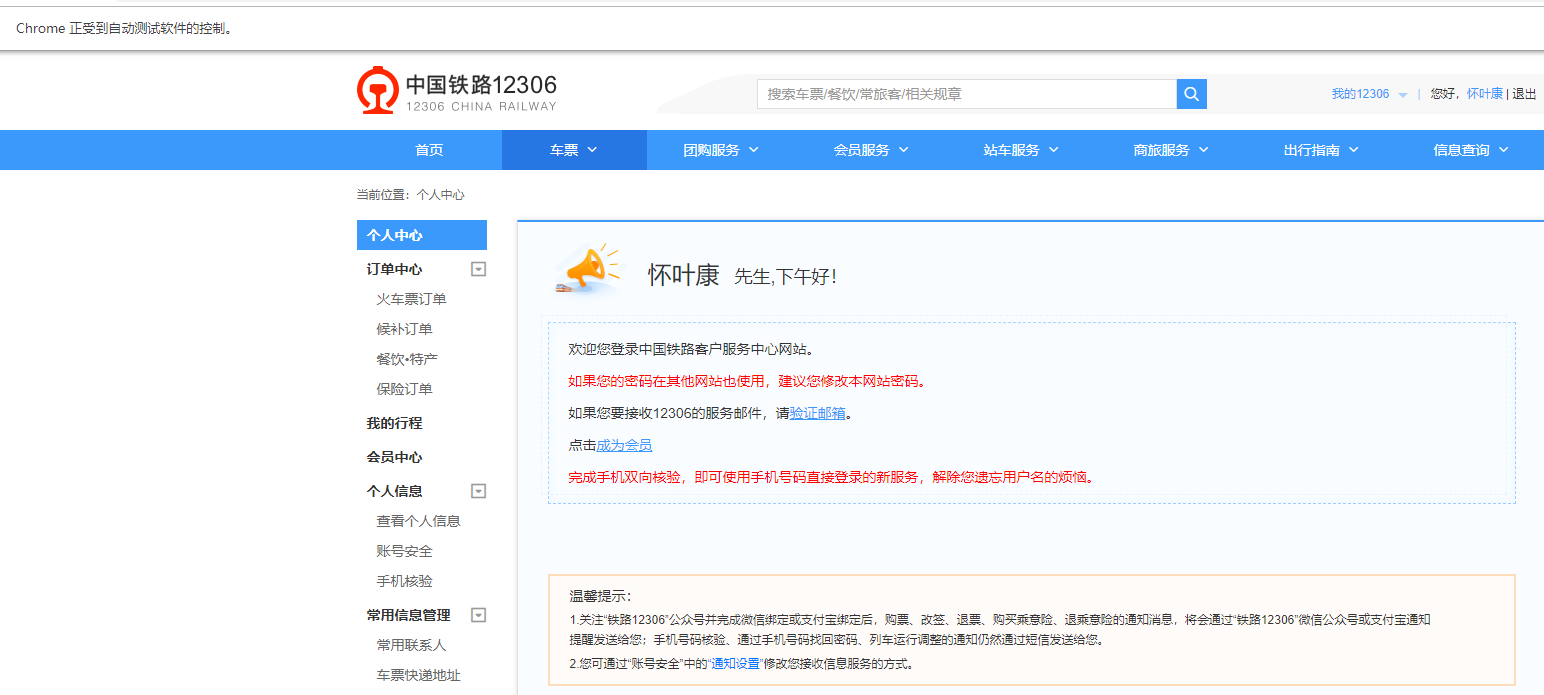 Chrome 正受到自动测试软件的控制。
中国铁路12306
12306 CHINA RAILWAY
搜索车票/餐饮/常旅客/相关规章
我的12306 | 您好，怀叶康 | 退出
首页 车票 团购服务 会员服务 站车服务 商旅服务 出行指南 信息查询
当前位置：个人中心
个人中心
订单中心
火车票订单
候补订单
餐饮•特产
保险订单
我的行程
会员中心
个人信息
查看个人信息
账号安全
手机核验
常用信息管理
常用联系人
车票快递地址
怀叶康 先生,下午好！
欢迎您登录中国铁路客户服务中心网站。
如果您的密码在其他网站也使用，建议您修改本网站密码。
如果您要接收12306的服务邮件，请验证邮箱。
点击成为会员
完成手机双向核验，即可使用手机号码直接登录的新服务，解除您遗忘用户名的烦恼。
温馨提示：
1.关注“铁路12306”公众号并完成微信绑定或支付宝绑定后，购票、改签、退票、购买乘意险、退乘意险的通知消息，将会通过“铁路12306”微信公众号或支付宝通知
提醒发送给您；手机号码核验、通过手机号码找回密码、列车运行调整的通知仍然通过短信发送给您。
2.您可通过“账号安全”中的“通知设置”修改您接收信息服务的方式。